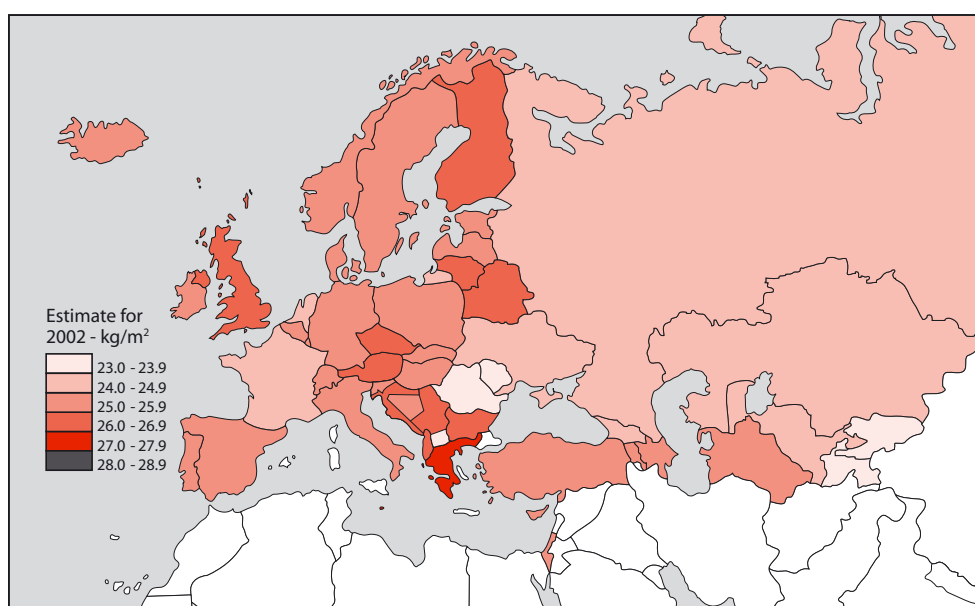 Estimate for
2002 - kg/m²
23.0 - 23.9
24.0 - 24.9
25.0 - 25.9
26.0 - 26.9
27.0 - 27.9
28.0 - 28.9